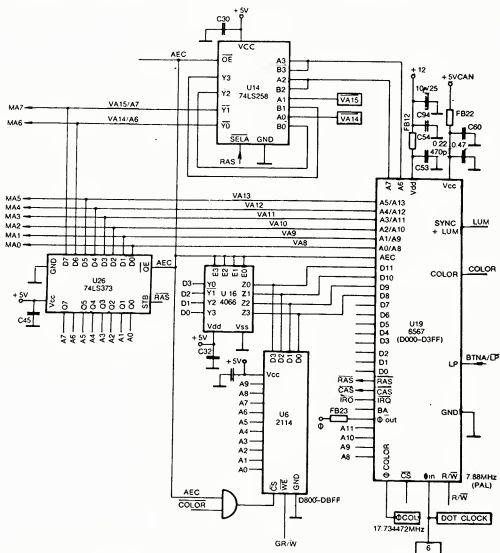 +5V
C30
AEC
OE
VCC
U14
74LS258
A3
B3
A2
B2
A1
B1
A0
B0
Y3
Y2
Y1
Y0
SELA
GND
RAS
VA15
VA14
MA7
VA15/A7
MA6
VA14/A6
+12
10µ/25
C94
C54
FB12
0.22
470p
C53
+5VCAN
FB22
C60
0.47
MA5
VA13
MA4
VA12
MA3
VA11
MA2
VA10
MA1
VA9
MA0
VA8
A7
A6
Vdd
Vcc
A5/A13
A4/A12
A3/A11
A2/A10
A1/A9
A0/A8
AEC
D11
D10
D9
D8
D7
D6
D5
D4
D3
D2
D1
D0
SYNC
+ LUM
LUM
COLOR
COLOR
U19
6567
(D000-D3FF)
LP
BTNA/LP
GND
RAS
RAS
CAS
CAS
IRQ
IRQ
BA
FB23
Φ
Φout
A11
A10
A9
A8
Φ COLOR
CS
Φin
R/W
7.88MHz
(PAL)
R/W
ΦCOL
17.734472MHz
DOT CLOCK
6
GND
D7 D6 D5 D4 D3 D2 D1 D0
U26
74LS373
OE
AEC
Vcc
+5V
C45
Q7 Q6 Q5 Q4 Q3 Q2 Q1 Q0
STB
RAS
A7 A6 A5 A4 A3 A2 A1 A0
E3 E2 E1 E0
D3
D2
D1
D0
Y0
Y1
Y2
Y3
U 16
4066
Z0
Z1
Z2
Z3
Vdd
Vss
+5V
C32
+5V
Vcc
D3 D2 D1 D0
U6
2114
A9
A8
A7
A6
A5
A4
A3
A2
A1
A0
CS
WE
GND
D800-DBFF
AEC
COLOR
GR/W